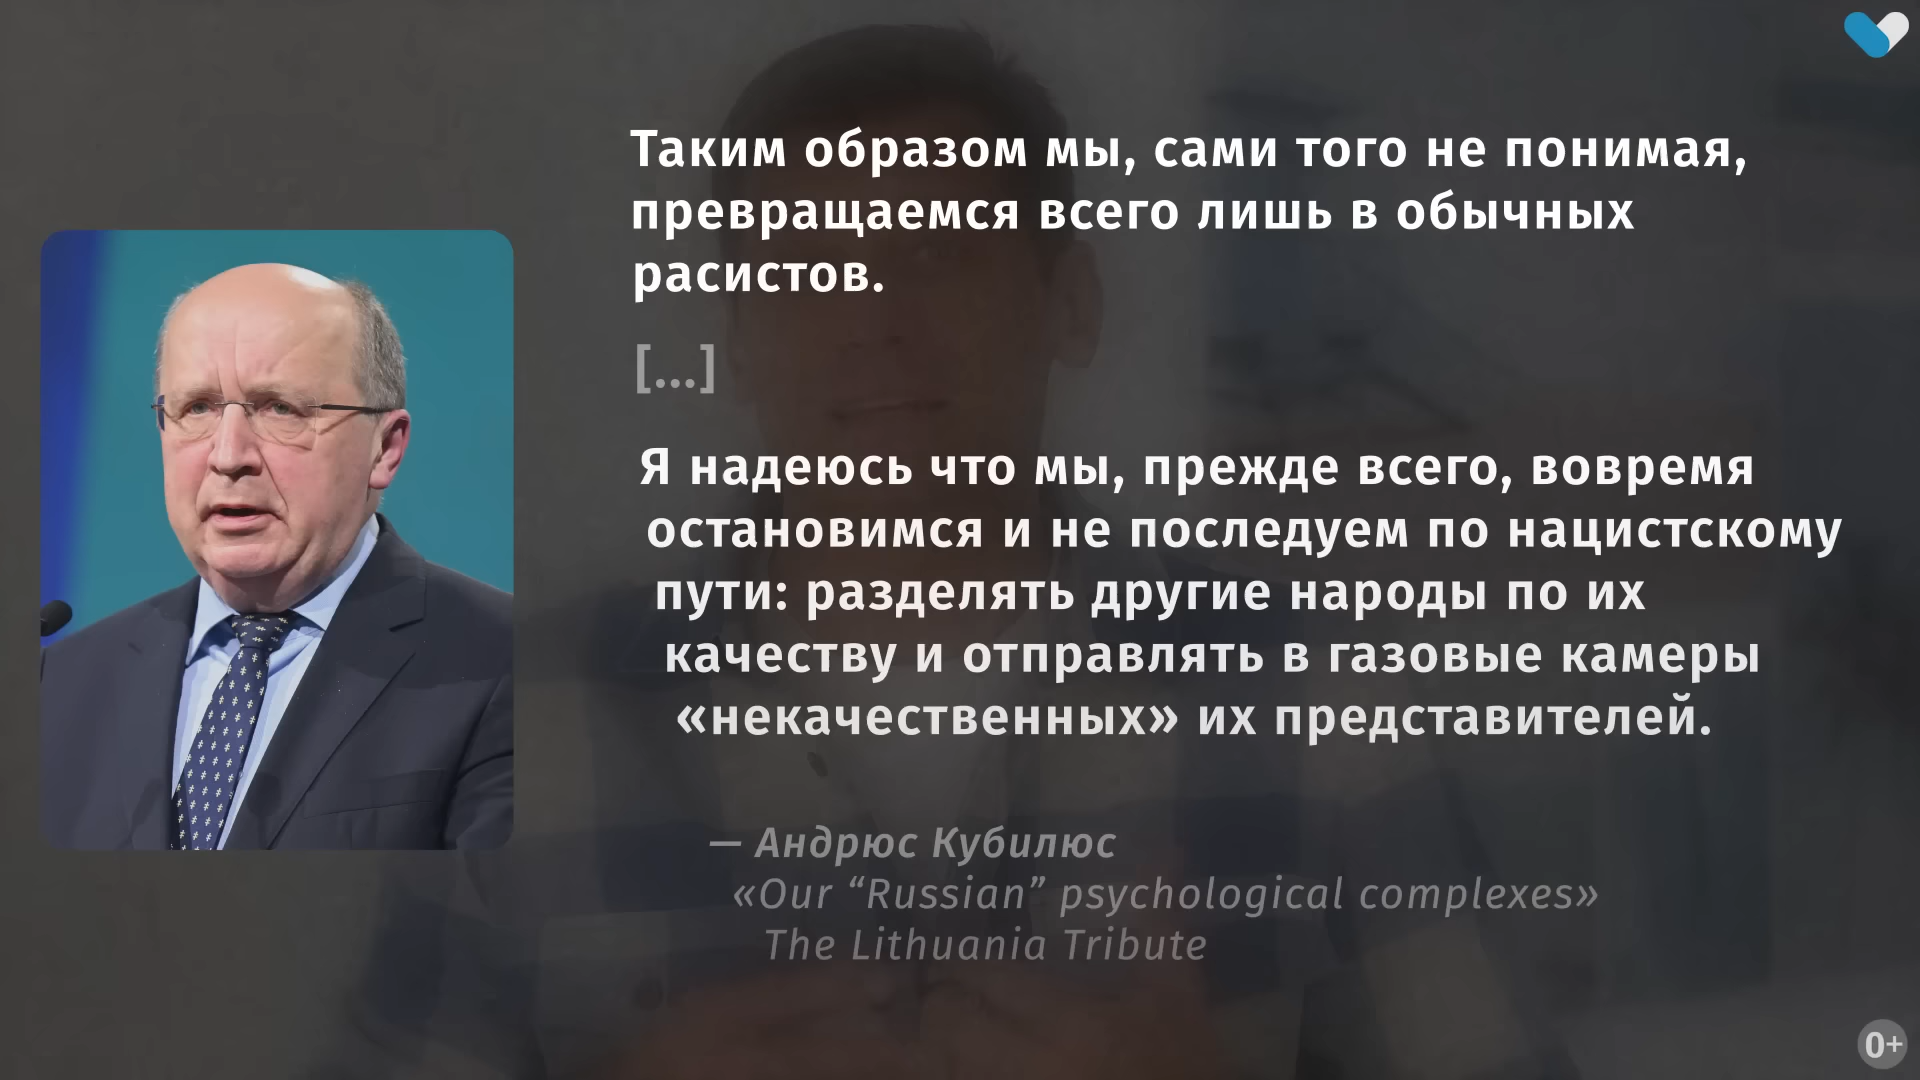 Таким образом мы, сами того не понимая,
превращаемся всего лишь в обычных
расистов.
[...]
Я надеюсь что мы, прежде всего, вовремя
остановимся и не последуем по нацистскому
пути: разделять другие народы по их
качеству и отправлять в газовые камеры
«некачественных» их представителей.
— Андрюс Кубилюс
«Our “Russian” psychological complexes»
The Lithuania Tribute
0+